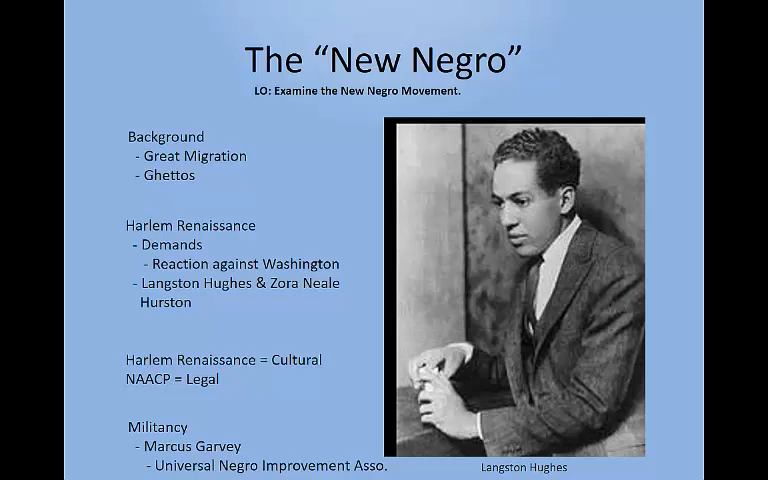 The “New Negro”
LO: Examine the New Negro Movement.
Background
- Great Migration
- Ghettos
Harlem Renaissance
- Demands
- Reaction against Washington
- Langston Hughes & Zora Neale
Hurston
Harlem Renaissance = Cultural
NAACP = Legal
Militancy
- Marcus Garvey
- Universal Negro Improvement Asso.
Langston Hughes